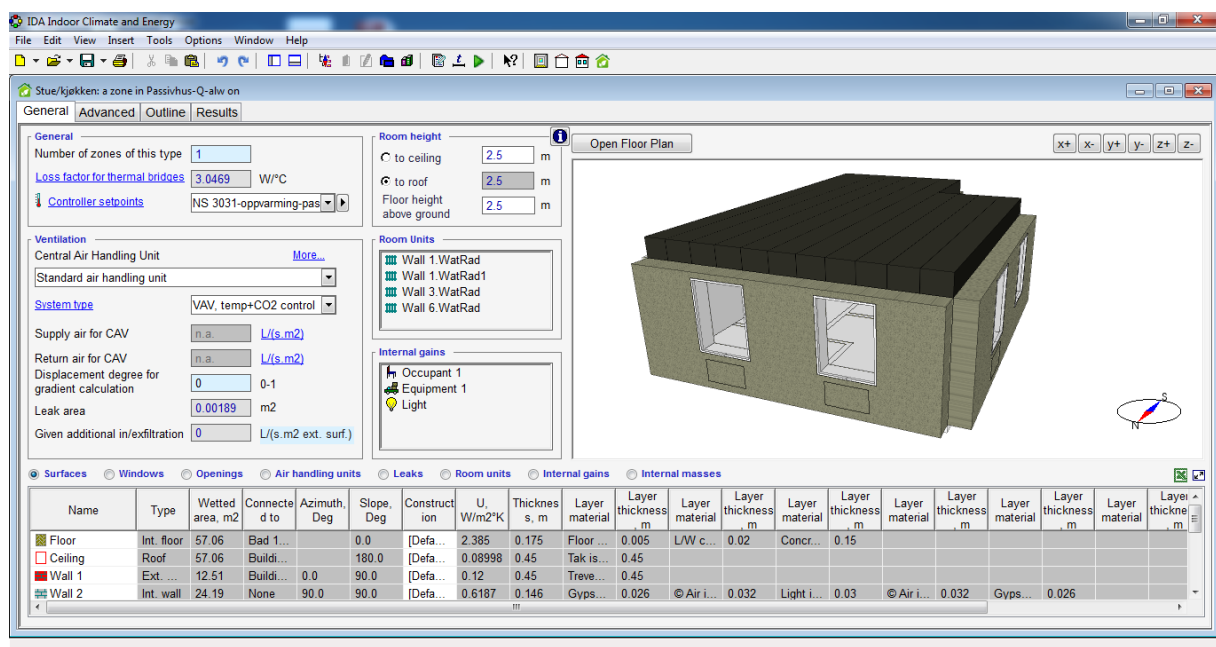 IDA Indoor Climate and Energy
File Edit View Insert Tools Options Window Help
Stue/kjøkken: a zone in Passivhus-Q-alw on
General Advanced Outline Results
General
Number of zones of this type 1
Loss factor for thermal bridges 3.0469 W/°C
Controller setpoints NS 3031-oppvarming-pas
Room height
to ceiling 2.5 m
to roof 2.5 m
Floor height above ground 2.5 m
Open Floor Plan
x+ x- y+ y- z+ z-
Ventilation
Central Air Handling Unit More...
Standard air handling unit
System type VAV, temp+CO2 control
Supply air for CAV n.a. L/(s.m2)
Return air for CAV n.a. L/(s.m2)
Displacement degree for
gradient calculation 0 0-1
Leak area 0.00189 m2
Given additional in/exfiltration 0 L/(s.m2 ext. surf.)
Room Units
Wall 1.WatRad
Wall 1.WatRad1
Wall 3.WatRad
Wall 6.WatRad
Internal gains
Occupant 1
Equipment 1
Light
S
N
Surfaces Windows Openings Air handling units Leaks Room units Internal gains Internal masses
Name Type Wetted area, m2 Connecte d to Azimuth, Deg Slope, Deg Construct ion U, W/m2*K Thicknes s, m Layer material Layer thickness , m Layer material Layer thickness , m Layer material Layer thickness , m Layer material Layer thickness , m Layer material Layer thickness , m Layer material Layer thickne , m
Floor Int. floor 57.06 Bad 1... 0.0 [Defa... 2.385 0.175 Floor ... 0.005 L/W c... 0.02 Concr... 0.15
Ceiling Roof 57.06 Buildi... 180.0 [Defa... 0.08998 0.45 Tak is... 0.45
Wall 1 Ext. ... 12.51 Buildi... 0.0 90.0 [Defa... 0.12 0.45 Treve... 0.45
Wall 2 Int. wall 24.19 None 90.0 90.0 [Defa... 0.6187 0.146 Gyps... 0.026 © Air i... 0.032 Light i... 0.03 © Air i... 0.032 Gyps... 0.026